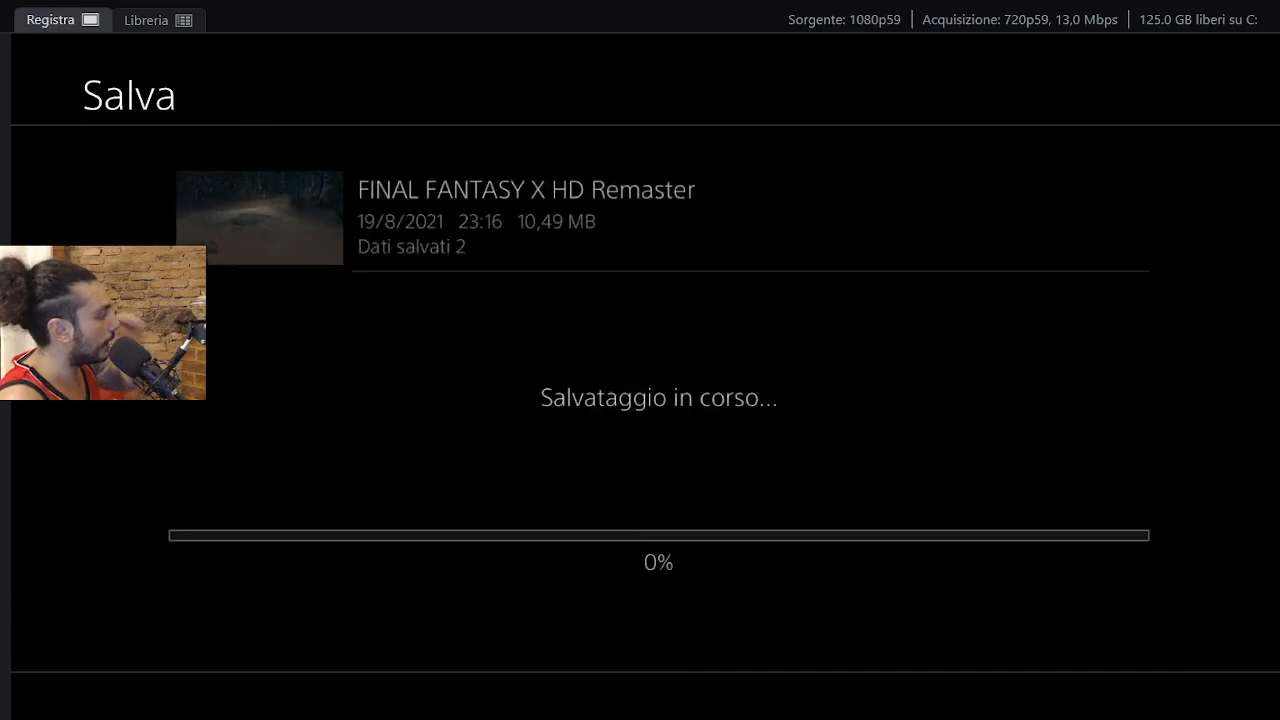 Registra
Libreria
Sorgente: 1080p59
Acquisizione: 720p59, 13,0 Mbps
125.0 GB liberi su C:
Salva
FINAL FANTASY X HD Remaster
19/8/2021 23:16 10,49 MB
Dati salvati 2
Salvataggio in corso...
0%